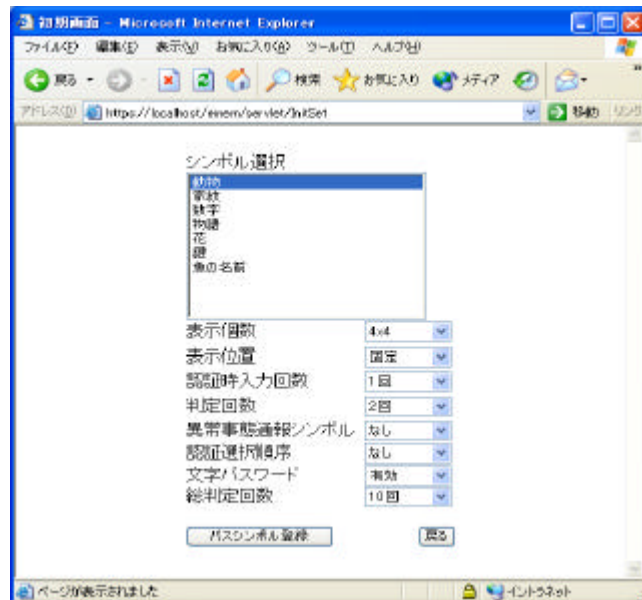 初期画面 - Microsoft Internet Explorer
ファイル(F) 編集(E) 表示(V) お気に入り(A) ツール(T) ヘルプ(H)
戻る 検索 お気に入り メディア
アドレス(D) https://localhost/emem/servlet/InitSet 移動 リンク
シンボル選択
動物
家紋
数字
物語
花
鍵
魚の名前
表示個数 4x4
表示位置 固定
認証時入力回数 1回
判定回数 2回
異常事態通報シンボル なし
認証選択順序 なし
文字パスワード 有効
総判定回数 10回
パスシンボル登録 戻る
ページが表示されました イントラネット